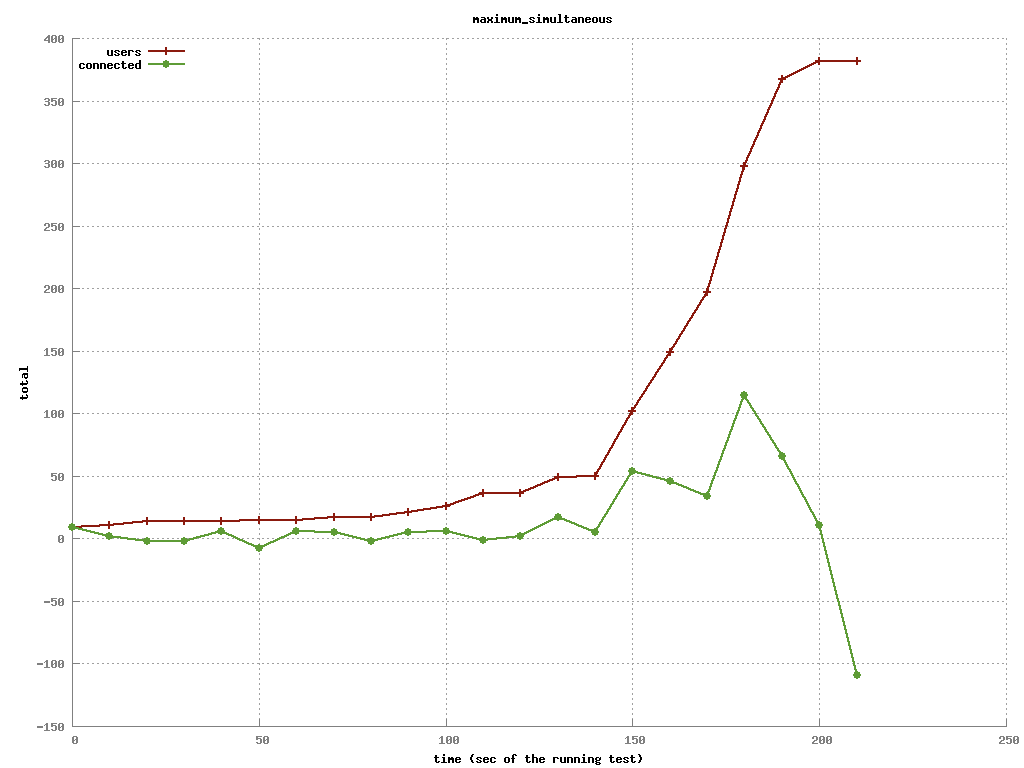 maximum_simultaneous
users
connected
400
350
300
250
200
150
100
50
0
-50
-100
-150
total
0 50 100 150 200 250
time (sec of the running test)